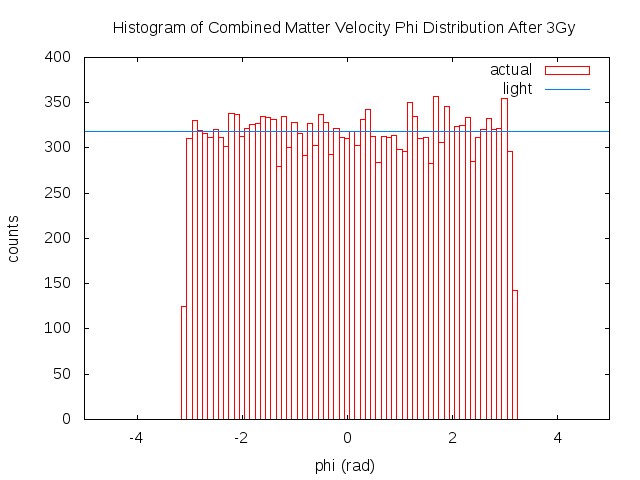 Histogram of Combined Matter Velocity Phi Distribution After 3Gy
400
350
300
250
200
150
100
50
0
counts
actual
light
-4 -2 0 2 4
phi (rad)